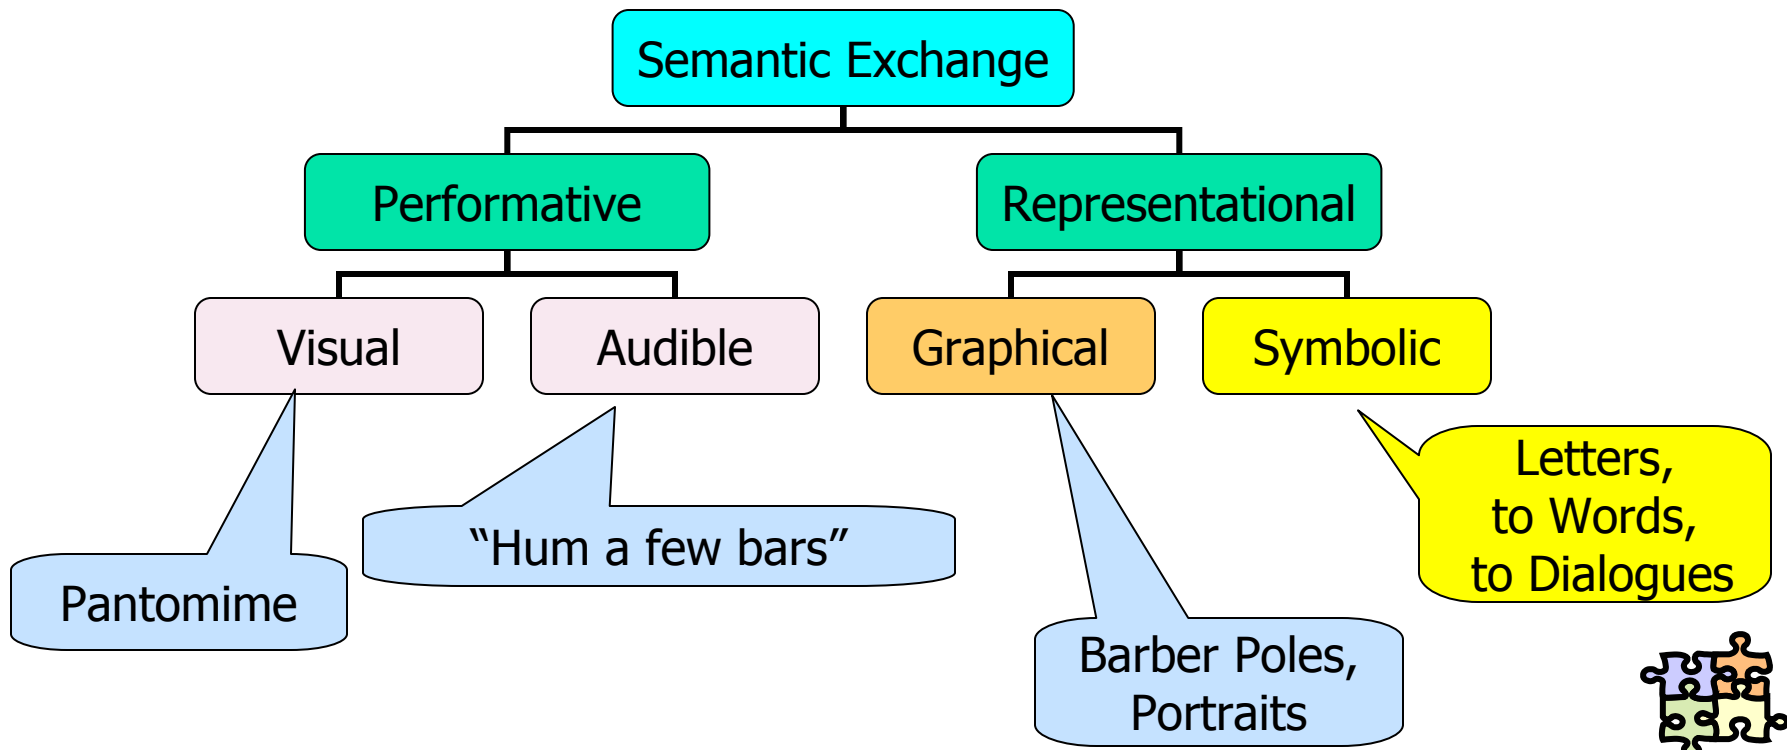 Semantic Exchange
Performative
Representational
Visual
Audible
Graphical
Symbolic
Letters,
to Words,
to Dialogues
“Hum a few bars”
Pantomime
Barber Poles,
Portraits